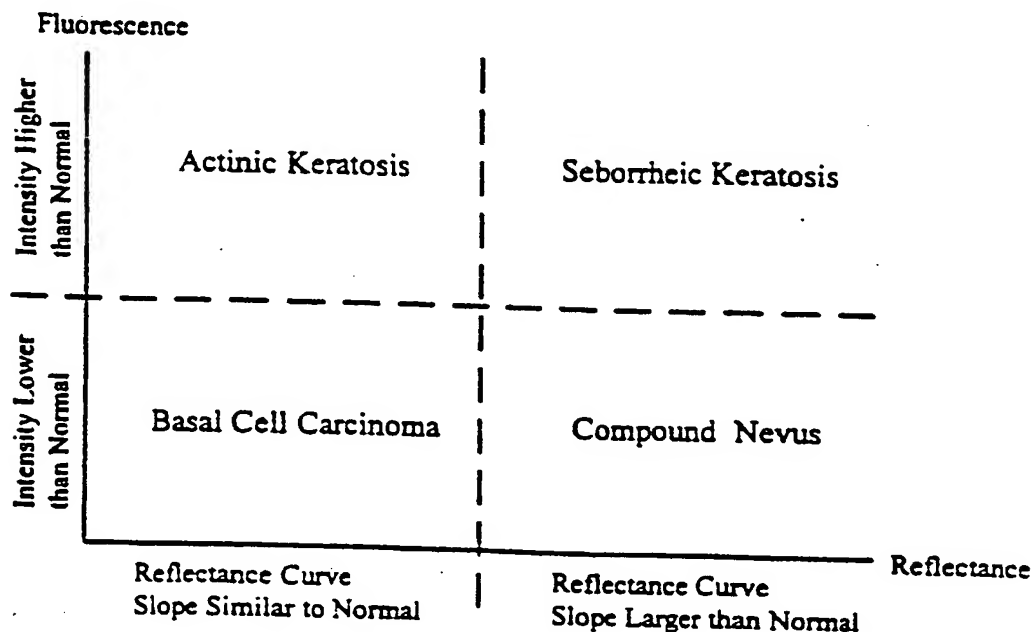 Fluorescence
Intensity Higher
than Normal
Actinic Keratosis
Seborrheic Keratosis
Intensity Lower
than Normal
Basal Cell Carcinoma
Compound Nevus
Reflectance
Reflectance Curve
Slope Similar to Normal
Reflectance Curve
Slope Larger than Normal